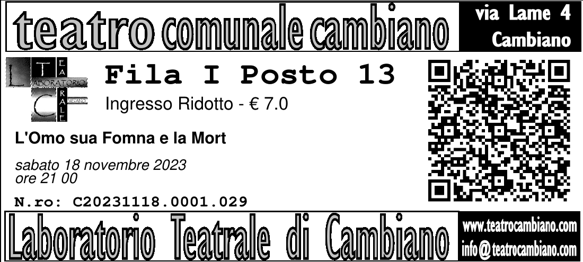 teatro comunale cambiano
via Lame 4
Cambiano
L T C F
LABORATORIO
TEATRALE
Fila I Posto 13
Ingresso Ridotto - € 7.0
L'Omo sua Fomna e la Mort
sabato 18 novembre 2023
ore 21 00
N.ro: C20231118.0001.029
Laboratorio Teatrale di Cambiano
www.teatrocambiano.com
info@teatrocambiano.com